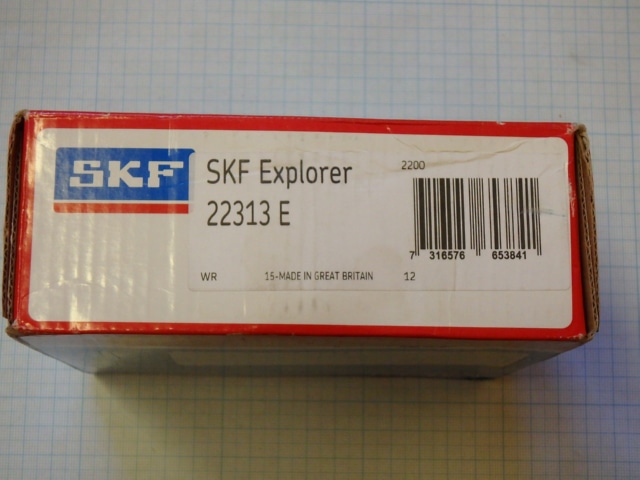 SKF
SKF Explorer
22313 E
2200
7 316576 653841
WR 15-MADE IN GREAT BRITAIN 12